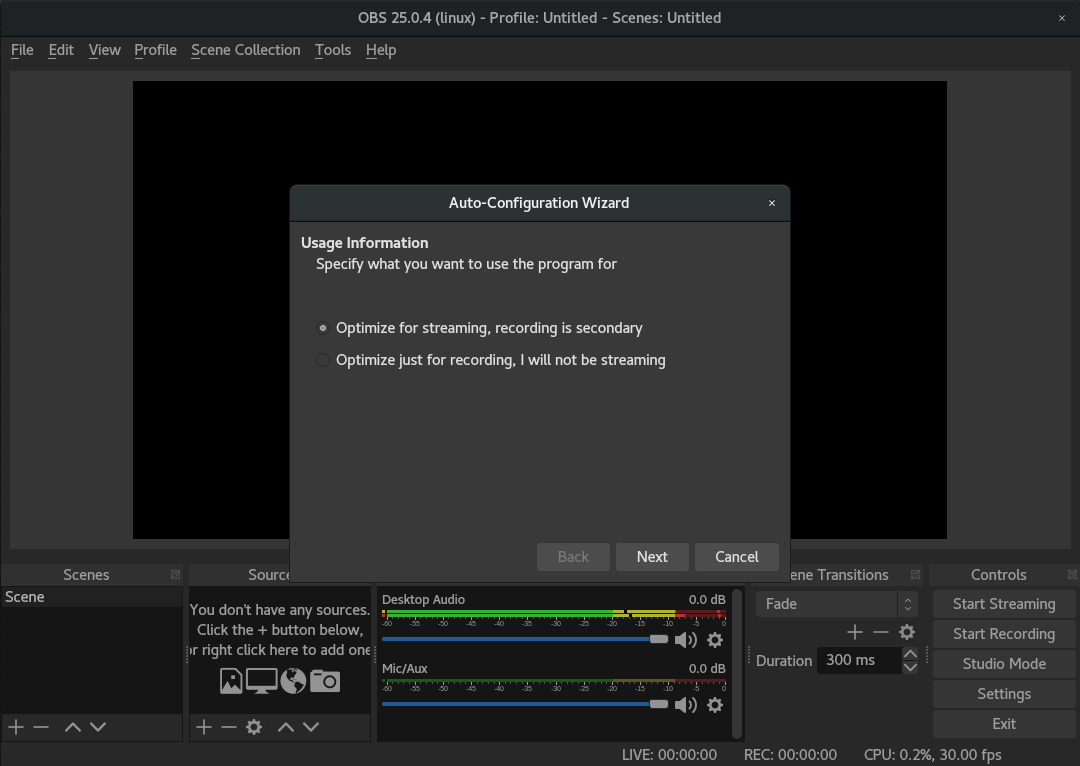 OBS 25.0.4 (linux) - Profile: Untitled - Scenes: Untitled
File Edit View Profile Scene Collection Tools Help
Auto-Configuration Wizard
Usage Information
Specify what you want to use the program for
Optimize for streaming, recording is secondary
Optimize just for recording, I will not be streaming
Back Next Cancel
Scenes
Scene
Source
You don't have any sources.
Click the + button below,
or right click here to add one
Desktop Audio 0.0 dB
-60 -55 -50 -45 -40 -35 -30 -25 -20 -15 -10 -5 0
Mic/Aux 0.0 dB
-60 -55 -50 -45 -40 -35 -30 -25 -20 -15 -10 -5 0
ene Transitions
Fade
Duration 300 ms
Controls
Start Streaming
Start Recording
Studio Mode
Settings
Exit
LIVE: 00:00:00 REC: 00:00:00 CPU: 0.2%, 30.00 fps